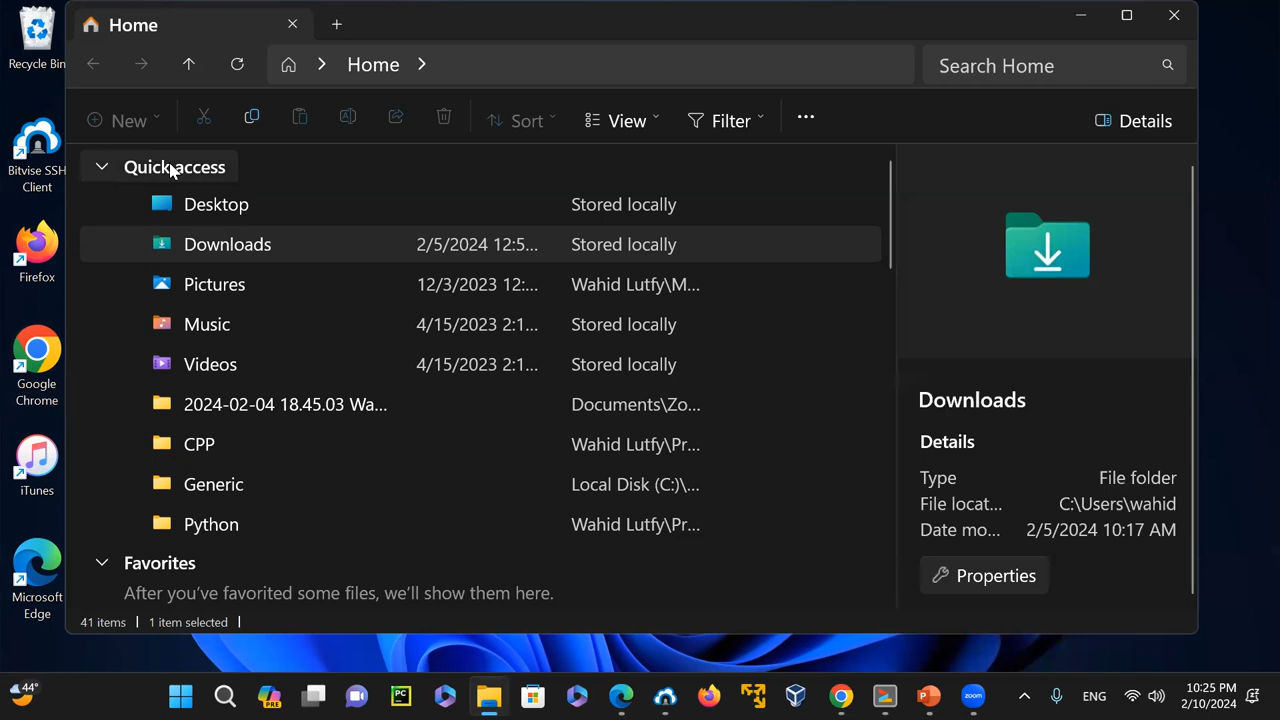 Recycle Bin
Bitvise SSH
Client
Firefox
Google
Chrome
iTunes
Microsoft
Edge
Home
Home
Search Home
New
Sort
View
Filter
Details
Quick access
Desktop Stored locally
Downloads 2/5/2024 12:5... Stored locally
Pictures 12/3/2023 12:... Wahid Lutfy\M...
Music 4/15/2023 2:1... Stored locally
Videos 4/15/2023 2:1... Stored locally
2024-02-04 18.45.03 Wa... Documents\Zo...
CPP Wahid Lutfy\Pr...
Generic Local Disk (C:)\...
Python Wahid Lutfy\Pr...
Favorites
After you've favorited some files, we'll show them here.
41 items 1 item selected
Downloads
Details
Type File folder
File locat... C:\Users\wahid
Date mo... 2/5/2024 10:17 AM
Properties
44°
PRE
PC
zoom
ENG
10:25 PM
2/10/2024